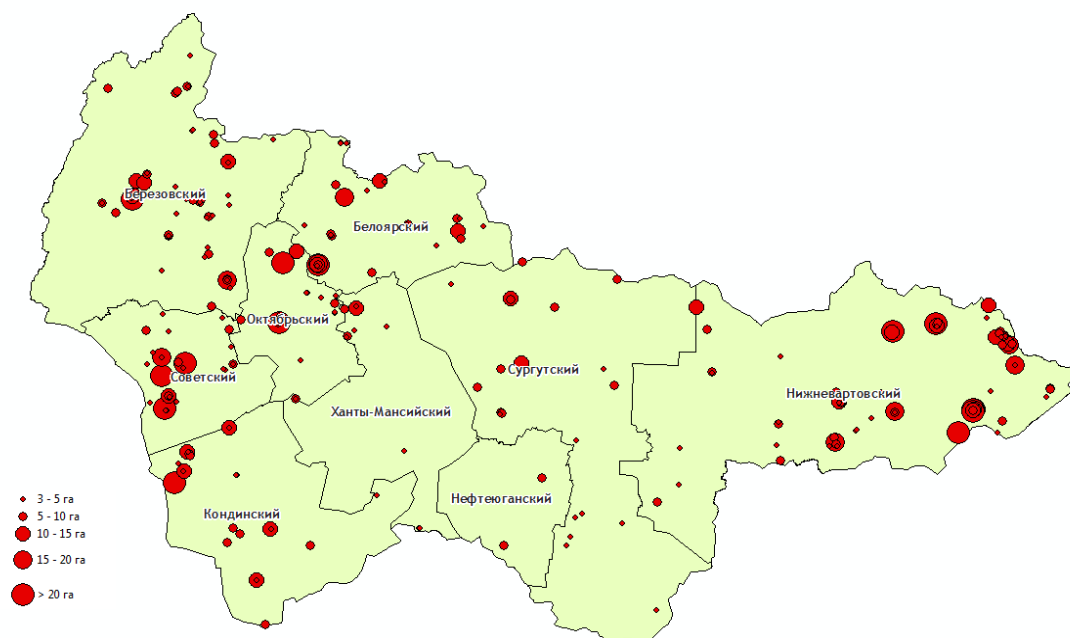 Березовский
Белоярский
Октябрьский
Советский
Сургутский
Нижневартовский
Ханты-Мансийский
Нефтеюганский
Кондинский
3 - 5 га
5 - 10 га
10 - 15 га
15 - 20 га
> 20 га